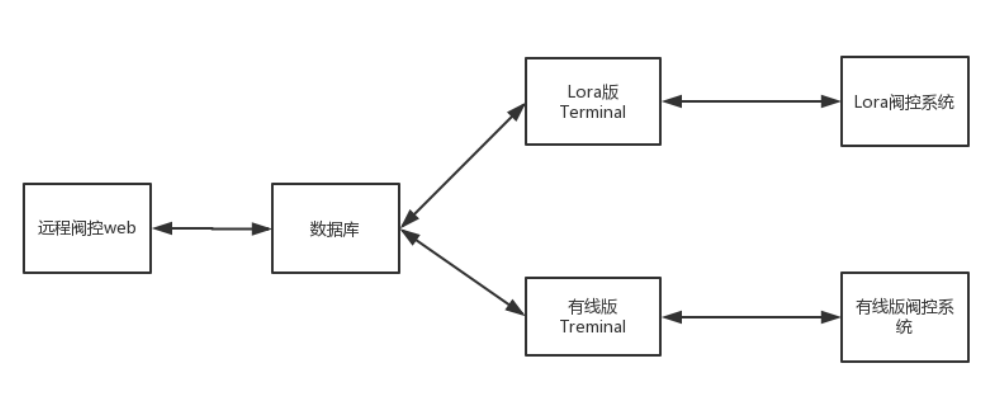 Lora版
Terminal
Lora阀控系统
远程阀控web
数据库
有线版
Treminal
有线版阀控系
统